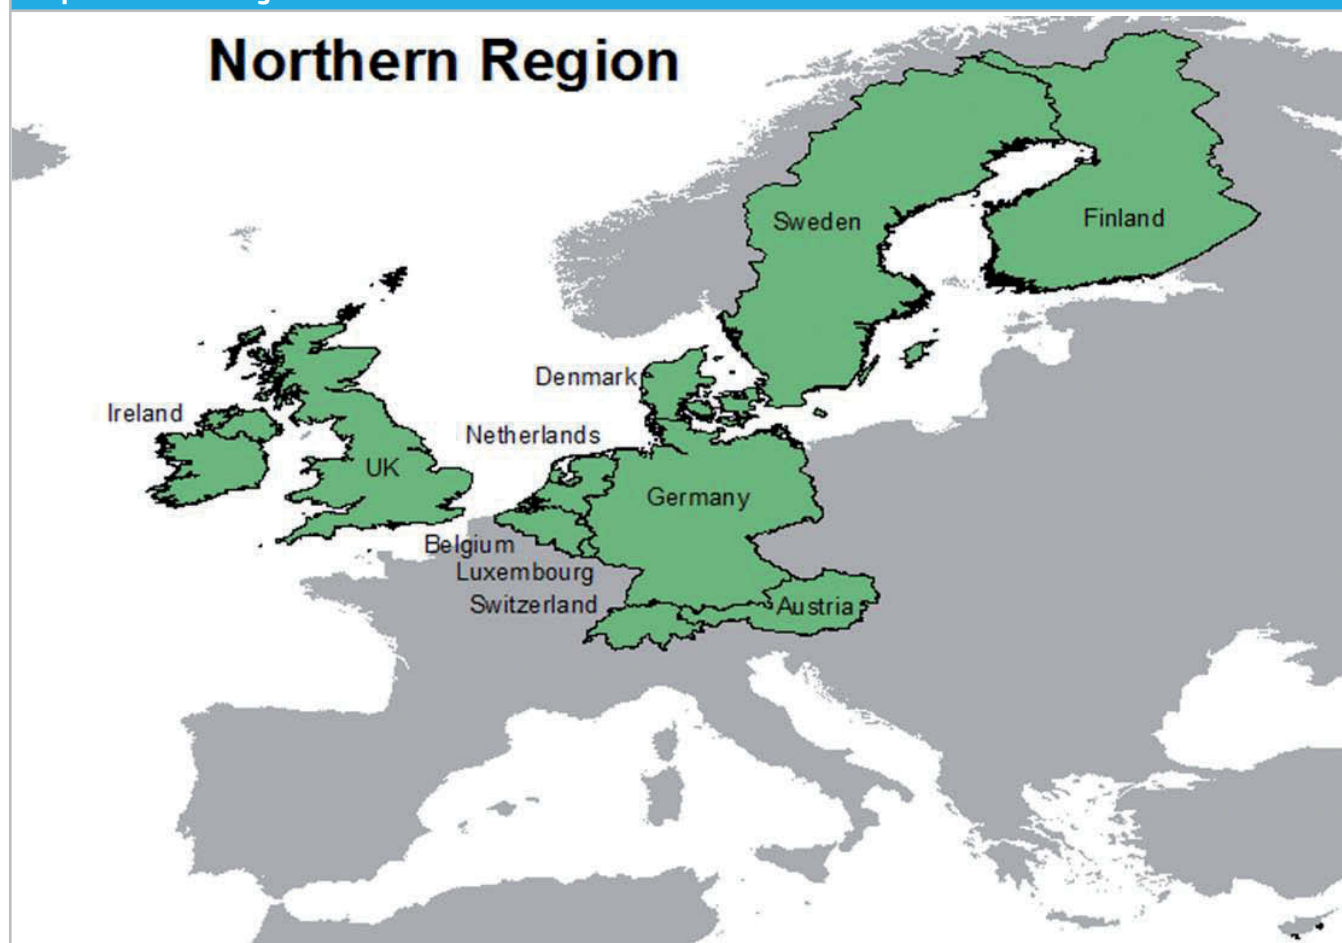 Northern Region
Sweden
Finland
Denmark
Ireland
Netherlands
UK
Germany
Belgium
Luxembourg
Switzerland
Austria